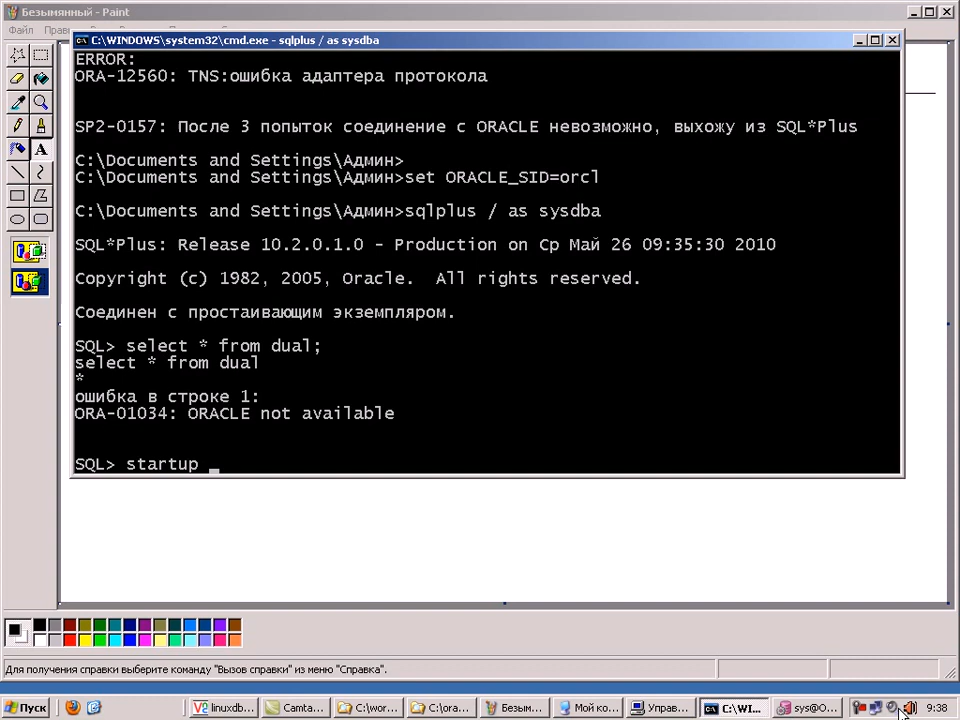 Безымянный - Paint
Файл
C:\WINDOWS\system32\cmd.exe - sqlplus / as sysdba
ERROR:
ORA-12560: TNS:ошибка адаптера протокола
SP2-0157: После 3 попыток соединение с ORACLE невозможно, выхожу из SQL*Plus
C:\Documents and Settings\Админ>
C:\Documents and Settings\Админ>set ORACLE_SID=orcl
C:\Documents and Settings\Админ>sqlplus / as sysdba
SQL*Plus: Release 10.2.0.1.0 - Production on Ср Май 26 09:35:30 2010
Copyright (c) 1982, 2005, Oracle.  All rights reserved.
Соединен с простаивающим экземпляром.
SQL> select * from dual;
select * from dual
*
ошибка в строке 1:
ORA-01034: ORACLE not available
SQL> startup _
A
Для получения справки выберите команду "Вызов справки" из меню "Справка".
Пуск linuxdb... Camta... C:\wor... C:\ora... Безым... Мой ко... Управ... C:\WI... sys@O... 9:38